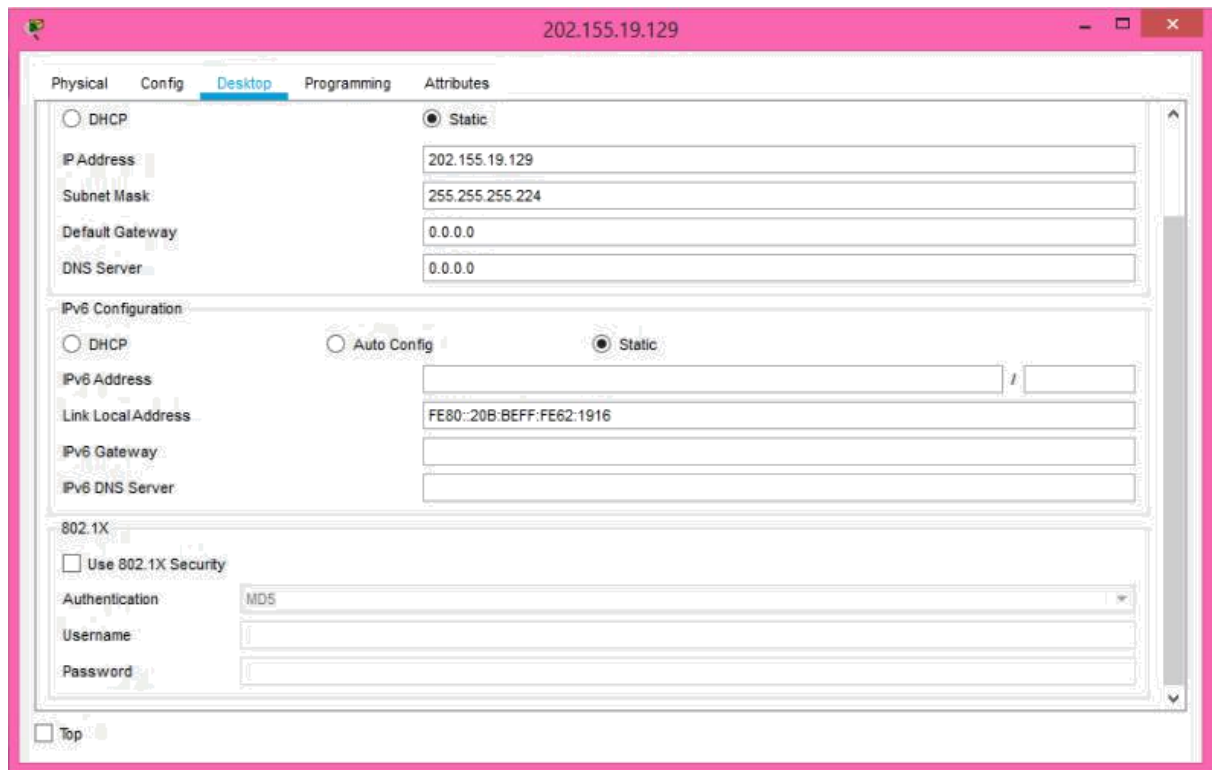 202.155.19.129
Physical Config Desktop Programming Attributes
DHCP Static
IP Address 202.155.19.129
Subnet Mask 255.255.255.224
Default Gateway 0.0.0.0
DNS Server 0.0.0.0
IPv6 Configuration
DHCP Auto Config Static
IPv6 Address /
Link Local Address FE80::20B:BEFF:FE62:1916
IPv6 Gateway
IPv6 DNS Server
802.1X
Use 802.1X Security
Authentication MD5
Username
Password
Top